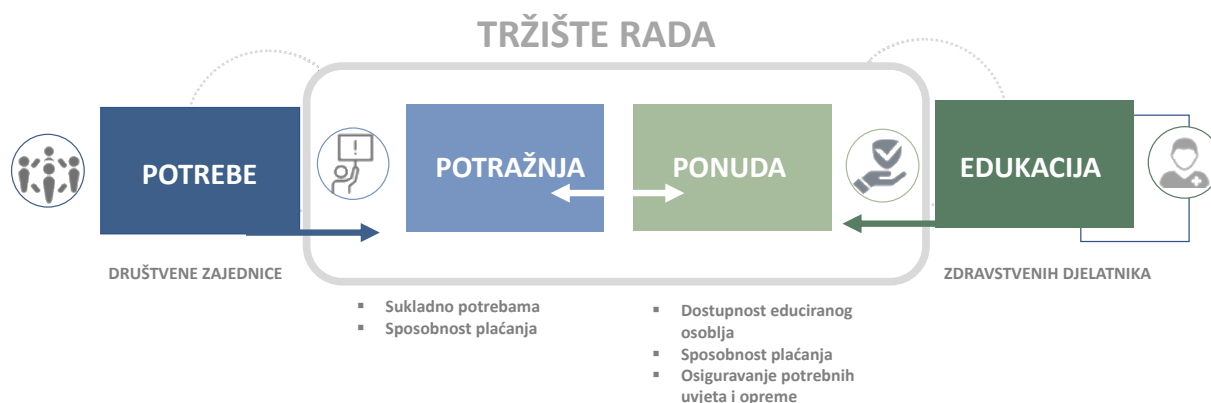 TRŽIŠTE RADA
POTREBE
POTRAŽNJA
PONUDA
EDUKACIJA
DRUŠTVENE ZAJEDNICE
ZDRAVSTVENIH DJELATNIKA
▪ Sukladno potrebama
▪ Sposobnost plaćanja
▪ Dostupnost educiranog
osoblja
▪ Sposobnost plaćanja
▪ Osiguravanje potrebnih
uvjeta i opreme